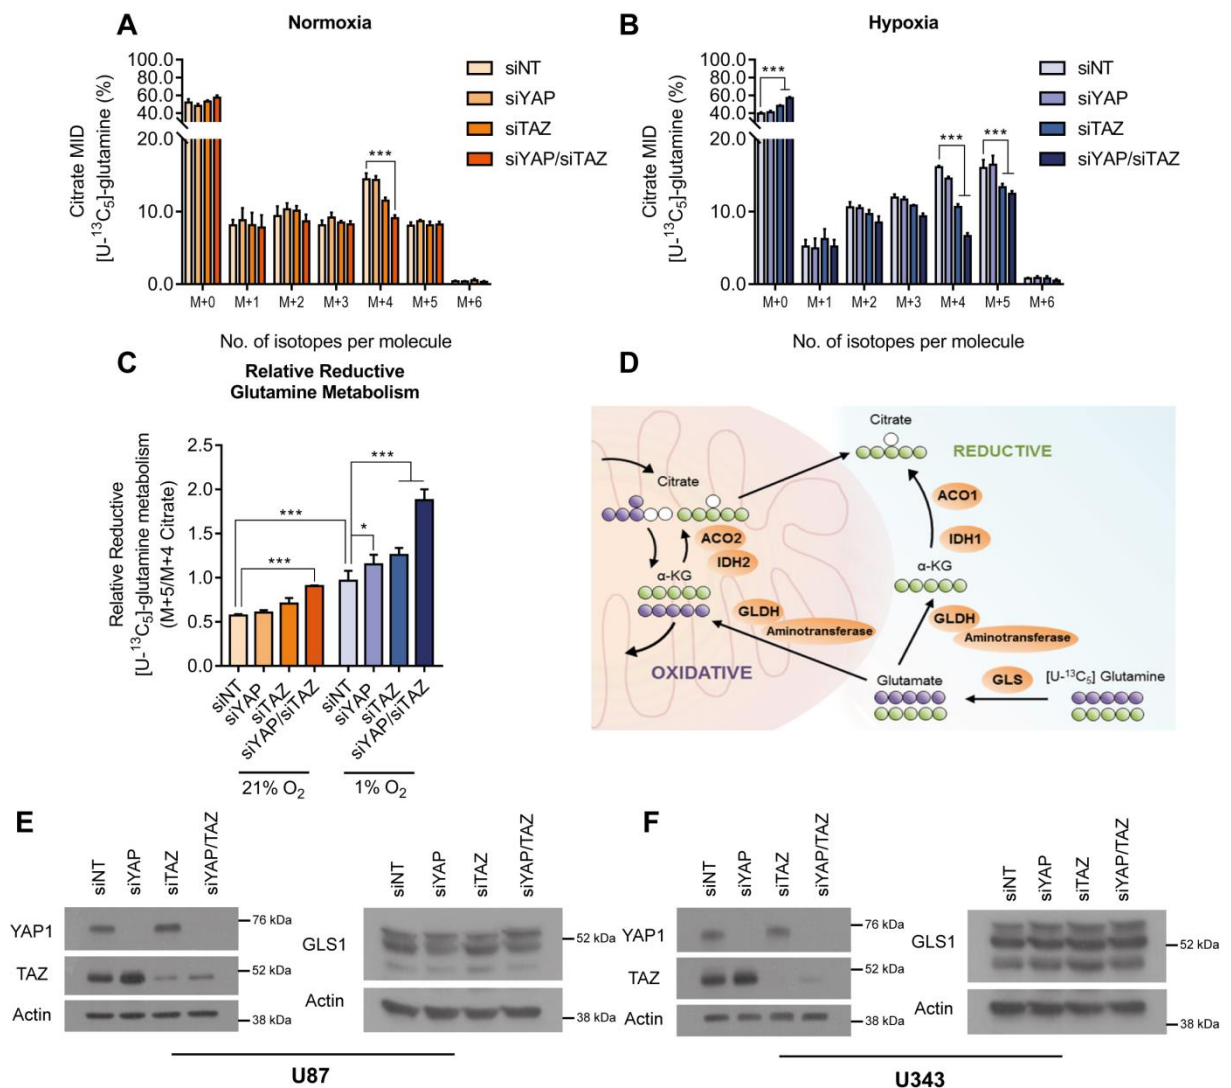 A
Normoxia
Citrate MID
[U-¹³C₅]-glutamine (%)
100.0
80.0
60.0
40.0
20.0
10.0
0.0
***
M+0 M+1 M+2 M+3 M+4 M+5 M+6
No. of isotopes per molecule
siNT
siYAP
siTAZ
siYAP/siTAZ
B
Hypoxia
Citrate MID
[U-¹³C₅]-glutamine (%)
100.0
80.0
60.0
40.0
20.0
10.0
0.0
***
*** ***
M+0 M+1 M+2 M+3 M+4 M+5 M+6
No. of isotopes per molecule
siNT
siYAP
siTAZ
siYAP/siTAZ
C
Relative Reductive
Glutamine Metabolism
Relative Reductive
[U-¹³C₅]-glutamine metabolism
(M+5/M+4 Citrate)
2.5
2.0
1.5
1.0
0.5
0.0
***
***
*
***
siNT
siYAP
siTAZ
siYAP/siTAZ
siNT
siYAP
siTAZ
siYAP/siTAZ
21% O₂
1% O₂
D
Citrate
REDUCTIVE
Citrate
ACO1
ACO2
IDH2
IDH1
α-KG
α-KG
GLDH
Aminotransferase
GLDH
Aminotransferase
OXIDATIVE
Glutamate
GLS
[U-¹³C₅] Glutamine
E
siNT
siYAP
siTAZ
siYAP/TAZ
YAP1
76 kDa
TAZ
52 kDa
Actin
38 kDa
siNT
siYAP
siTAZ
siYAP/TAZ
GLS1
52 kDa
Actin
38 kDa
U87
F
siNT
siYAP
siTAZ
siYAP/TAZ
YAP1
76 kDa
TAZ
52 kDa
Actin
38 kDa
siNT
siYAP
siTAZ
siYAP/TAZ
GLS1
52 kDa
Actin
38 kDa
U343